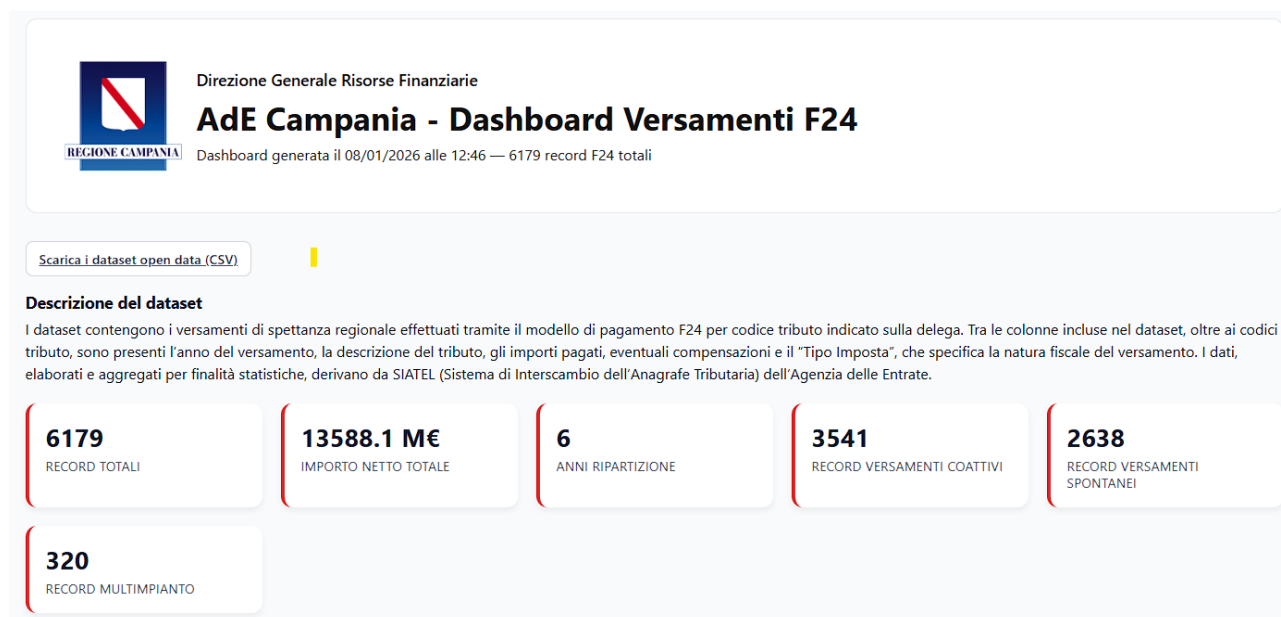 REGIONE CAMPANIA
Direzione Generale Risorse Finanziarie
AdE Campania - Dashboard Versamenti F24
Dashboard generata il 08/01/2026 alle 12:46 — 6179 record F24 totali
Scarica i dataset open data (CSV)
Descrizione del dataset
I dataset contengono i versamenti di spettanza regionale effettuati tramite il modello di pagamento F24 per codice tributo indicato sulla delega. Tra le colonne incluse nel dataset, oltre ai codici
tributo, sono presenti l’anno del versamento, la descrizione del tributo, gli importi pagati, eventuali compensazioni e il “Tipo Imposta”, che specifica la natura fiscale del versamento. I dati,
elaborati e aggregati per finalità statistiche, derivano da SIATEL (Sistema di Interscambio dell’Anagrafe Tributaria) dell’Agenzia delle Entrate.
6179
RECORD TOTALI
13588.1 M€
IMPORTO NETTO TOTALE
6
ANNI RIPARTIZIONE
3541
RECORD VERSAMENTI COATTIVI
2638
RECORD VERSAMENTI
SPONTANEI
320
RECORD MULTIMPIANTO